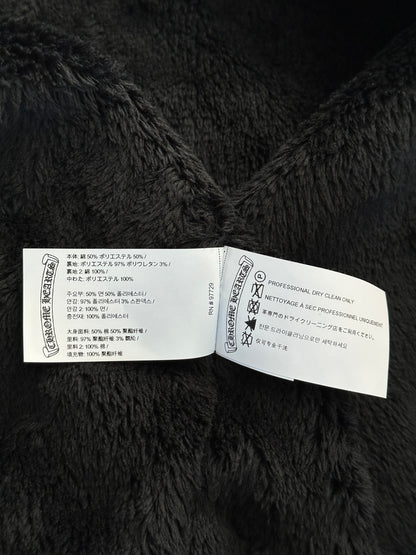 CHROME HEARTS
本体: 綿 50% ポリエステル 50% /
裏地: ポリエステル 97% ポリウレタン 3% /
裏地 2: 綿 100% /
中わた: ポリエステル 100%
주요부: 50% 면 50% 폴리에스터 /
안감: 97% 폴리에스터 3% 스판덱스 /
안감 2: 100% 면 /
충전재: 100% 폴리에스터
大身面料: 50% 棉 50% 聚酯纤维 /
里料: 97% 聚酯纤维 3%
里料 2: 100% 棉 /
填充物: 100% 聚酯纤维
RN # 97729
CHROME HEARTS
P
PROFESSIONAL DRY CLEAN ONLY
NETTOYAGE À SEC PROFESSIONNEL UNIQUEMENT
本革専門のドライクリーニング店をご利用ください
전문 드라이클리닝으로만 세탁하세요
仅可专业干洗